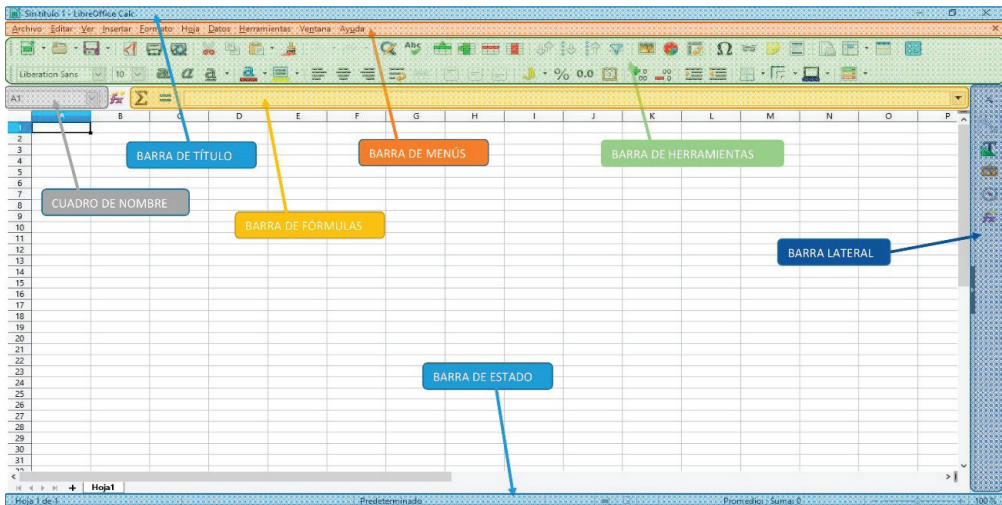 Sin título 1 - LibreOffice Calc
Archivo Editar Ver Insertar Formato Hoja Datos Herramientas Ventana Ayuda
Liberation Sans 10 a a a a % 0.0
A1
A B C D E F G H I J K L M N O P
1
2
3
4
5
6
7
8
9
10
11
12
13
14
15
16
17
18
19
20
21
22
23
24
25
26
27
28
29
30
31
BARRA DE TÍTULO
BARRA DE MENÚS
BARRA DE HERRAMIENTAS
CUADRO DE NOMBRE
BARRA DE FÓRMULAS
BARRA LATERAL
BARRA DE ESTADO
Hoja1
Hoja 1 de 1 Predeterminado Promedio: ; Suma: 0 100 %